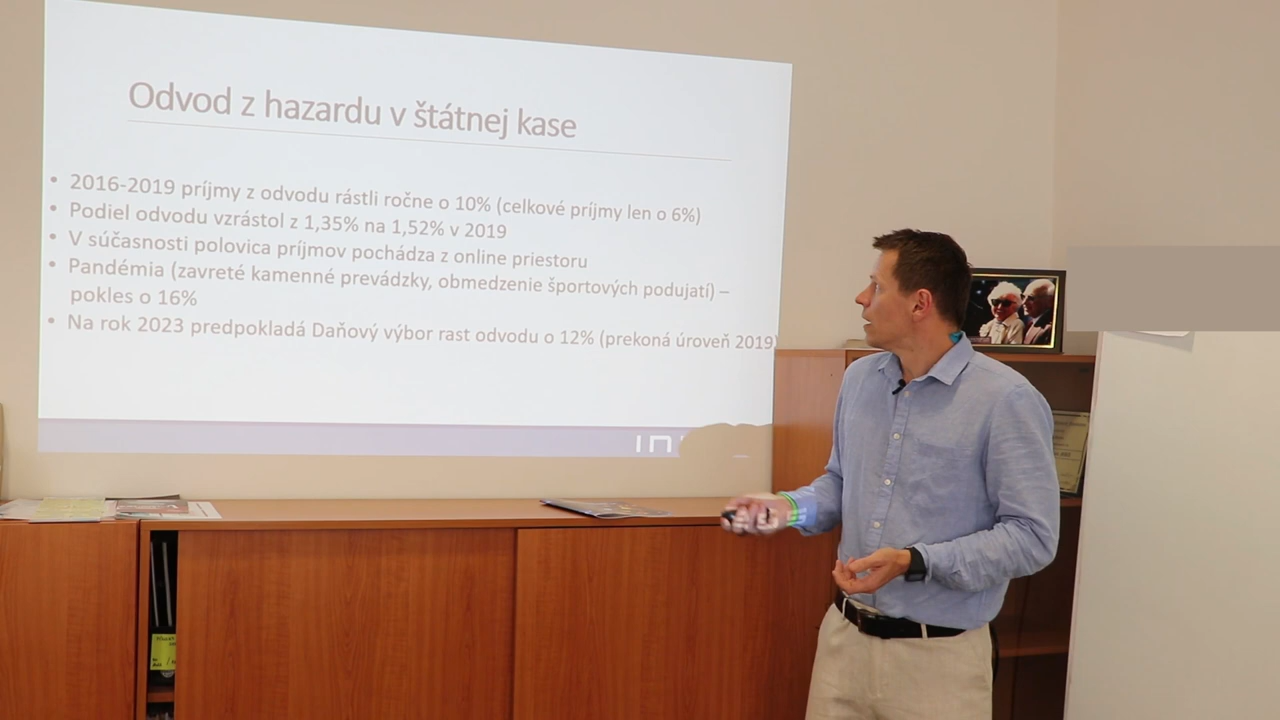 Odvod z hazardu v štátnej kase
• 2016-2019 príjmy z odvodu rástli ročne o 10% (celkové príjmy len o 6%)
• Podiel odvodu vzrástol z 1,35% na 1,52% v 2019
• V súčasnosti polovica príjmov pochádza z online priestoru
• Pandémia (zavreté kamenné prevádzky, obmedzenie športových podujatí) –
pokles o 16%
• Na rok 2023 predpokladá Daňový výbor rast odvodu o 12% (prekoná úroveň 2019)